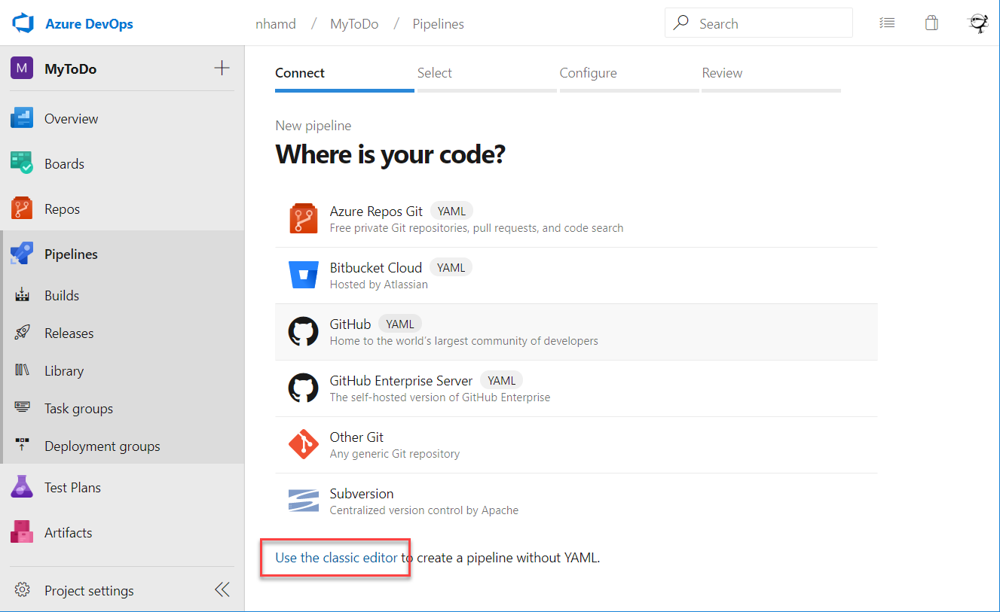 Azure DevOps
nhamd / MyToDo / Pipelines
Search
M MyToDo
Overview
Boards
Repos
Pipelines
Builds
Releases
Library
Task groups
Deployment groups
Test Plans
Artifacts
Project settings
Connect Select Configure Review
New pipeline
Where is your code?
Azure Repos Git YAML
Free private Git repositories, pull requests, and code search
Bitbucket Cloud YAML
Hosted by Atlassian
GitHub YAML
Home to the world's largest community of developers
GitHub Enterprise Server YAML
The self-hosted version of GitHub Enterprise
Other Git
Any generic Git repository
Subversion
Centralized version control by Apache
Use the classic editor to create a pipeline without YAML.